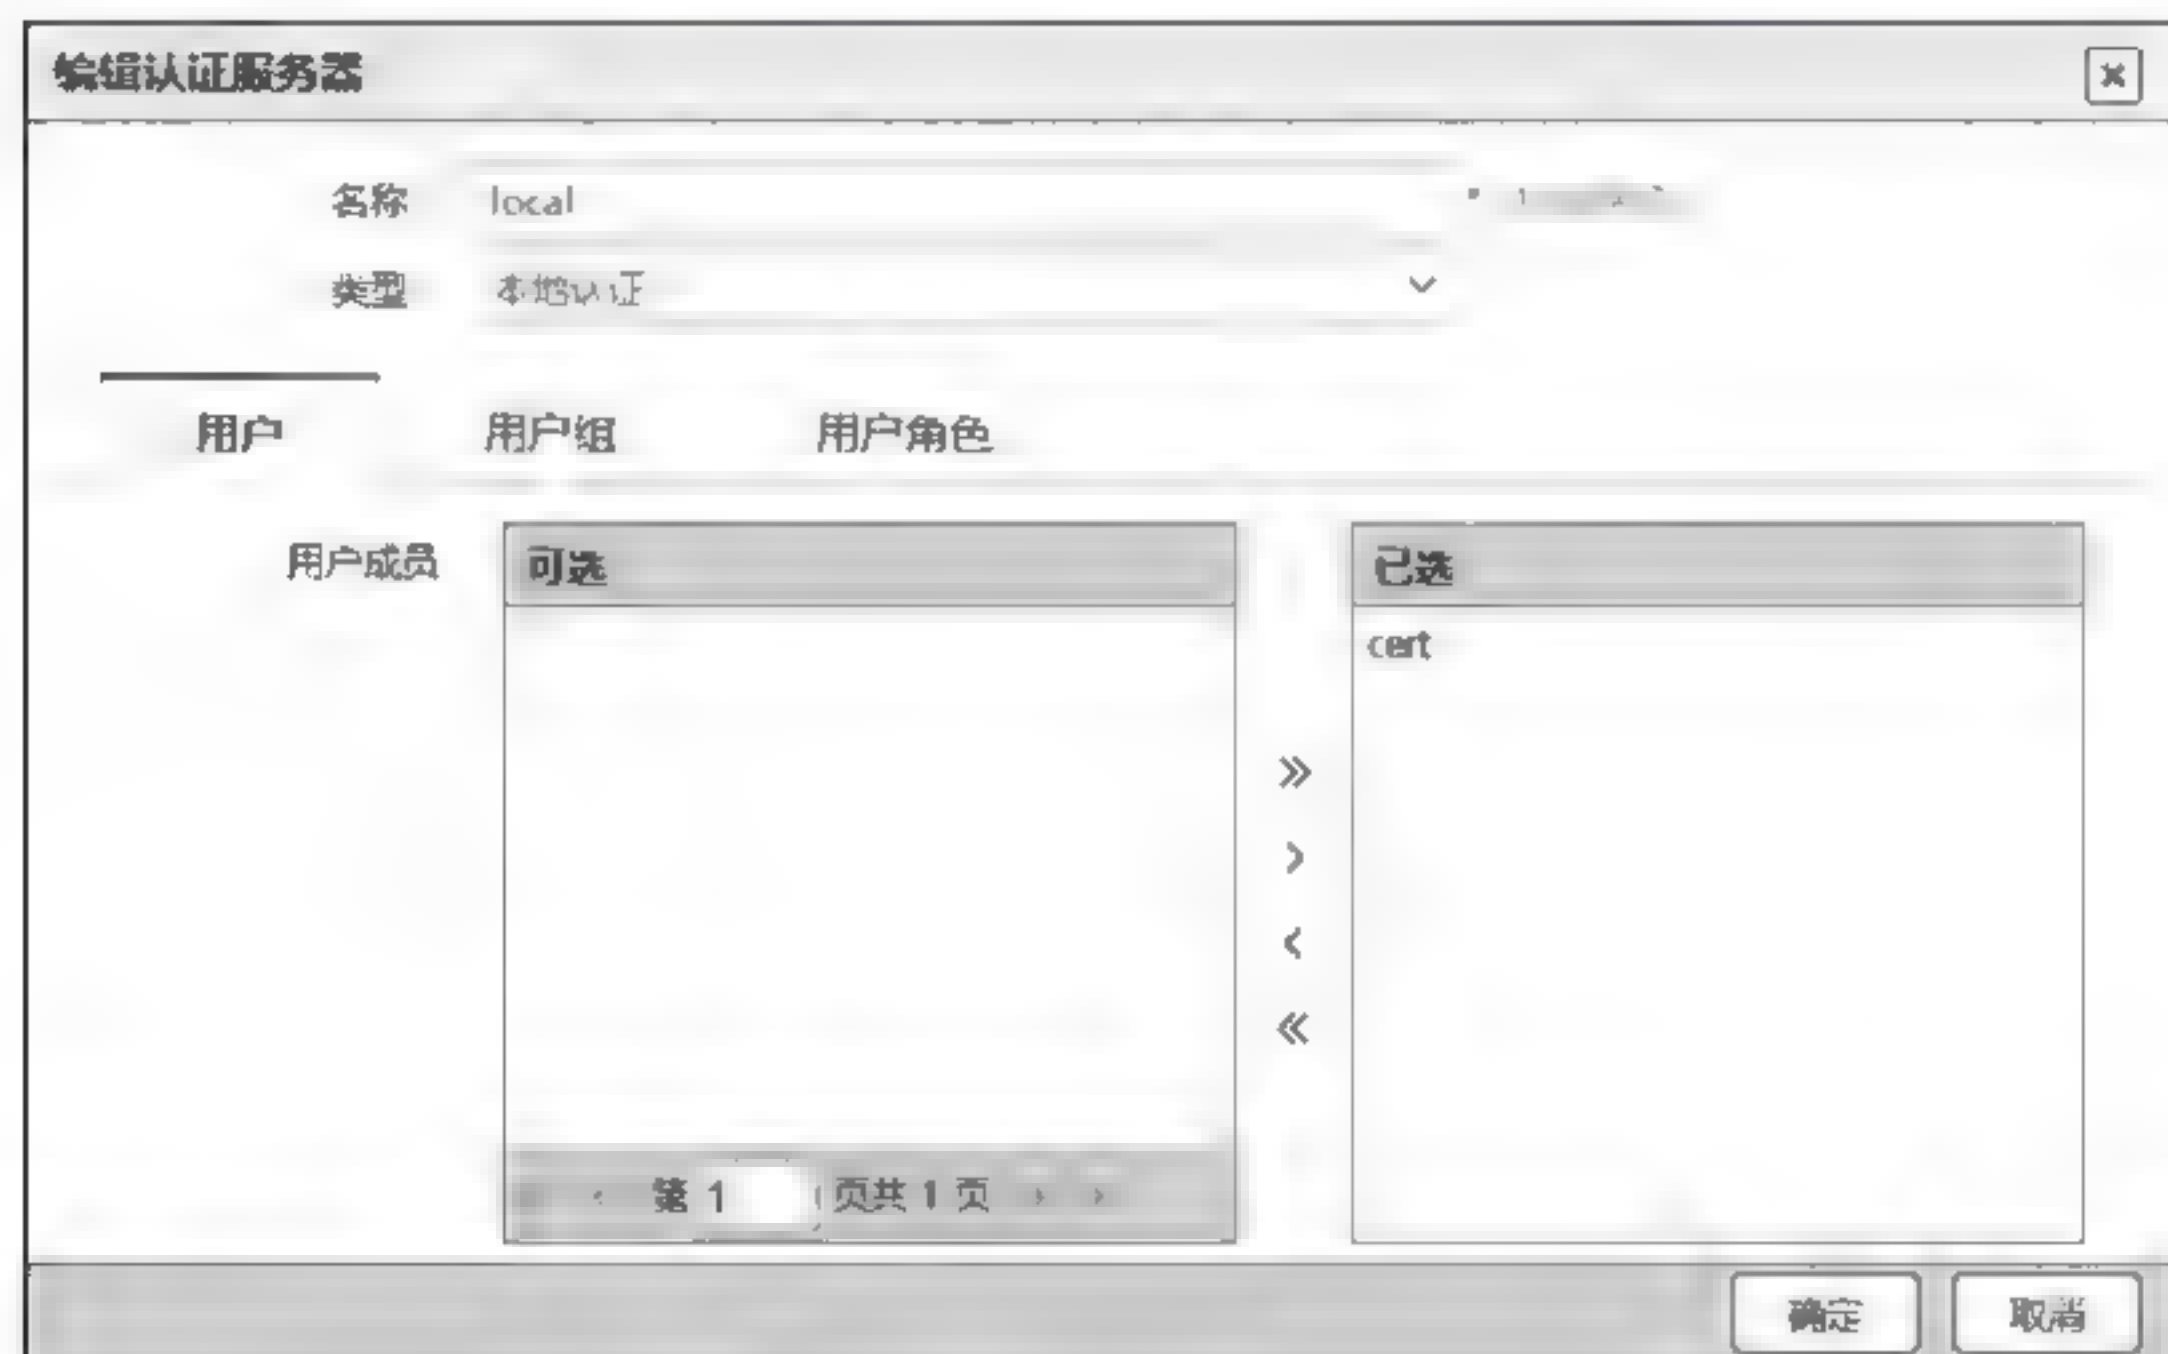 编辑认证服务器
名称 local
类型 本地认证
用户 用户组 用户角色
用户成员 可选 已选
cert
第 1 页共 1 页
确定 取消